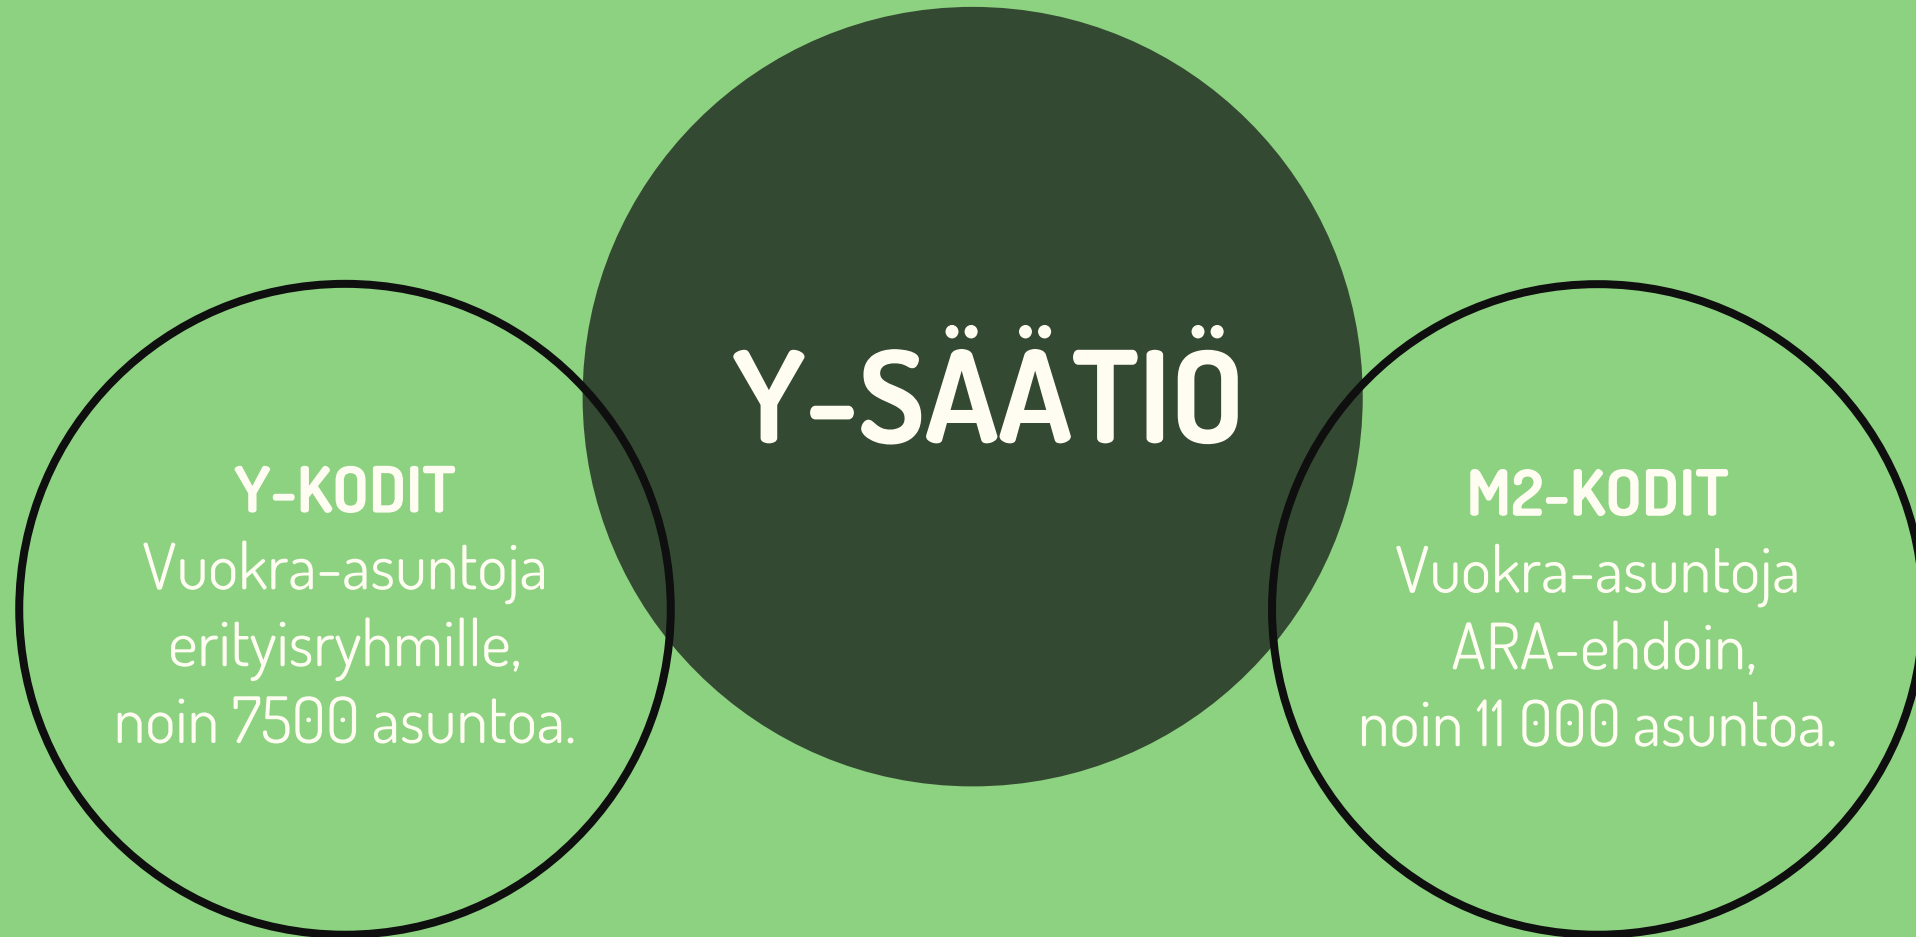 Y-SÄÄTIÖ
Y-KODIT
Vuokra-asuntoja
erityisryhmille,
noin 7500 asuntoa.
M2-KODIT
Vuokra-asuntoja
ARA-ehdoin,
noin 11 000 asuntoa.